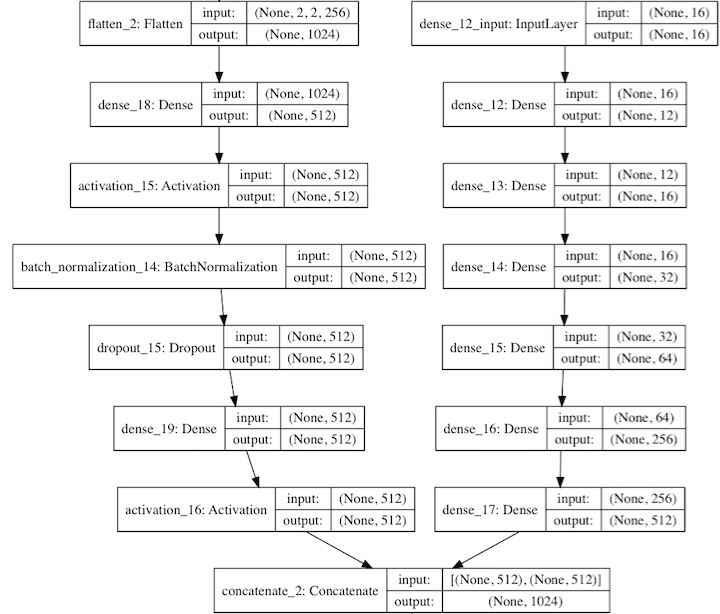 flatten_2: Flatten
input: (None, 2, 2, 256)
output: (None, 1024)
dense_18: Dense
input: (None, 1024)
output: (None, 512)
activation_15: Activation
input: (None, 512)
output: (None, 512)
batch_normalization_14: BatchNormalization
input: (None, 512)
output: (None, 512)
dropout_15: Dropout
input: (None, 512)
output: (None, 512)
dense_19: Dense
input: (None, 512)
output: (None, 512)
activation_16: Activation
input: (None, 512)
output: (None, 512)
dense_12_input: InputLayer
input: (None, 16)
output: (None, 16)
dense_12: Dense
input: (None, 16)
output: (None, 12)
dense_13: Dense
input: (None, 12)
output: (None, 16)
dense_14: Dense
input: (None, 16)
output: (None, 32)
dense_15: Dense
input: (None, 32)
output: (None, 64)
dense_16: Dense
input: (None, 64)
output: (None, 256)
dense_17: Dense
input: (None, 256)
output: (None, 512)
concatenate_2: Concatenate
input: [(None, 512), (None, 512)]
output: (None, 1024)